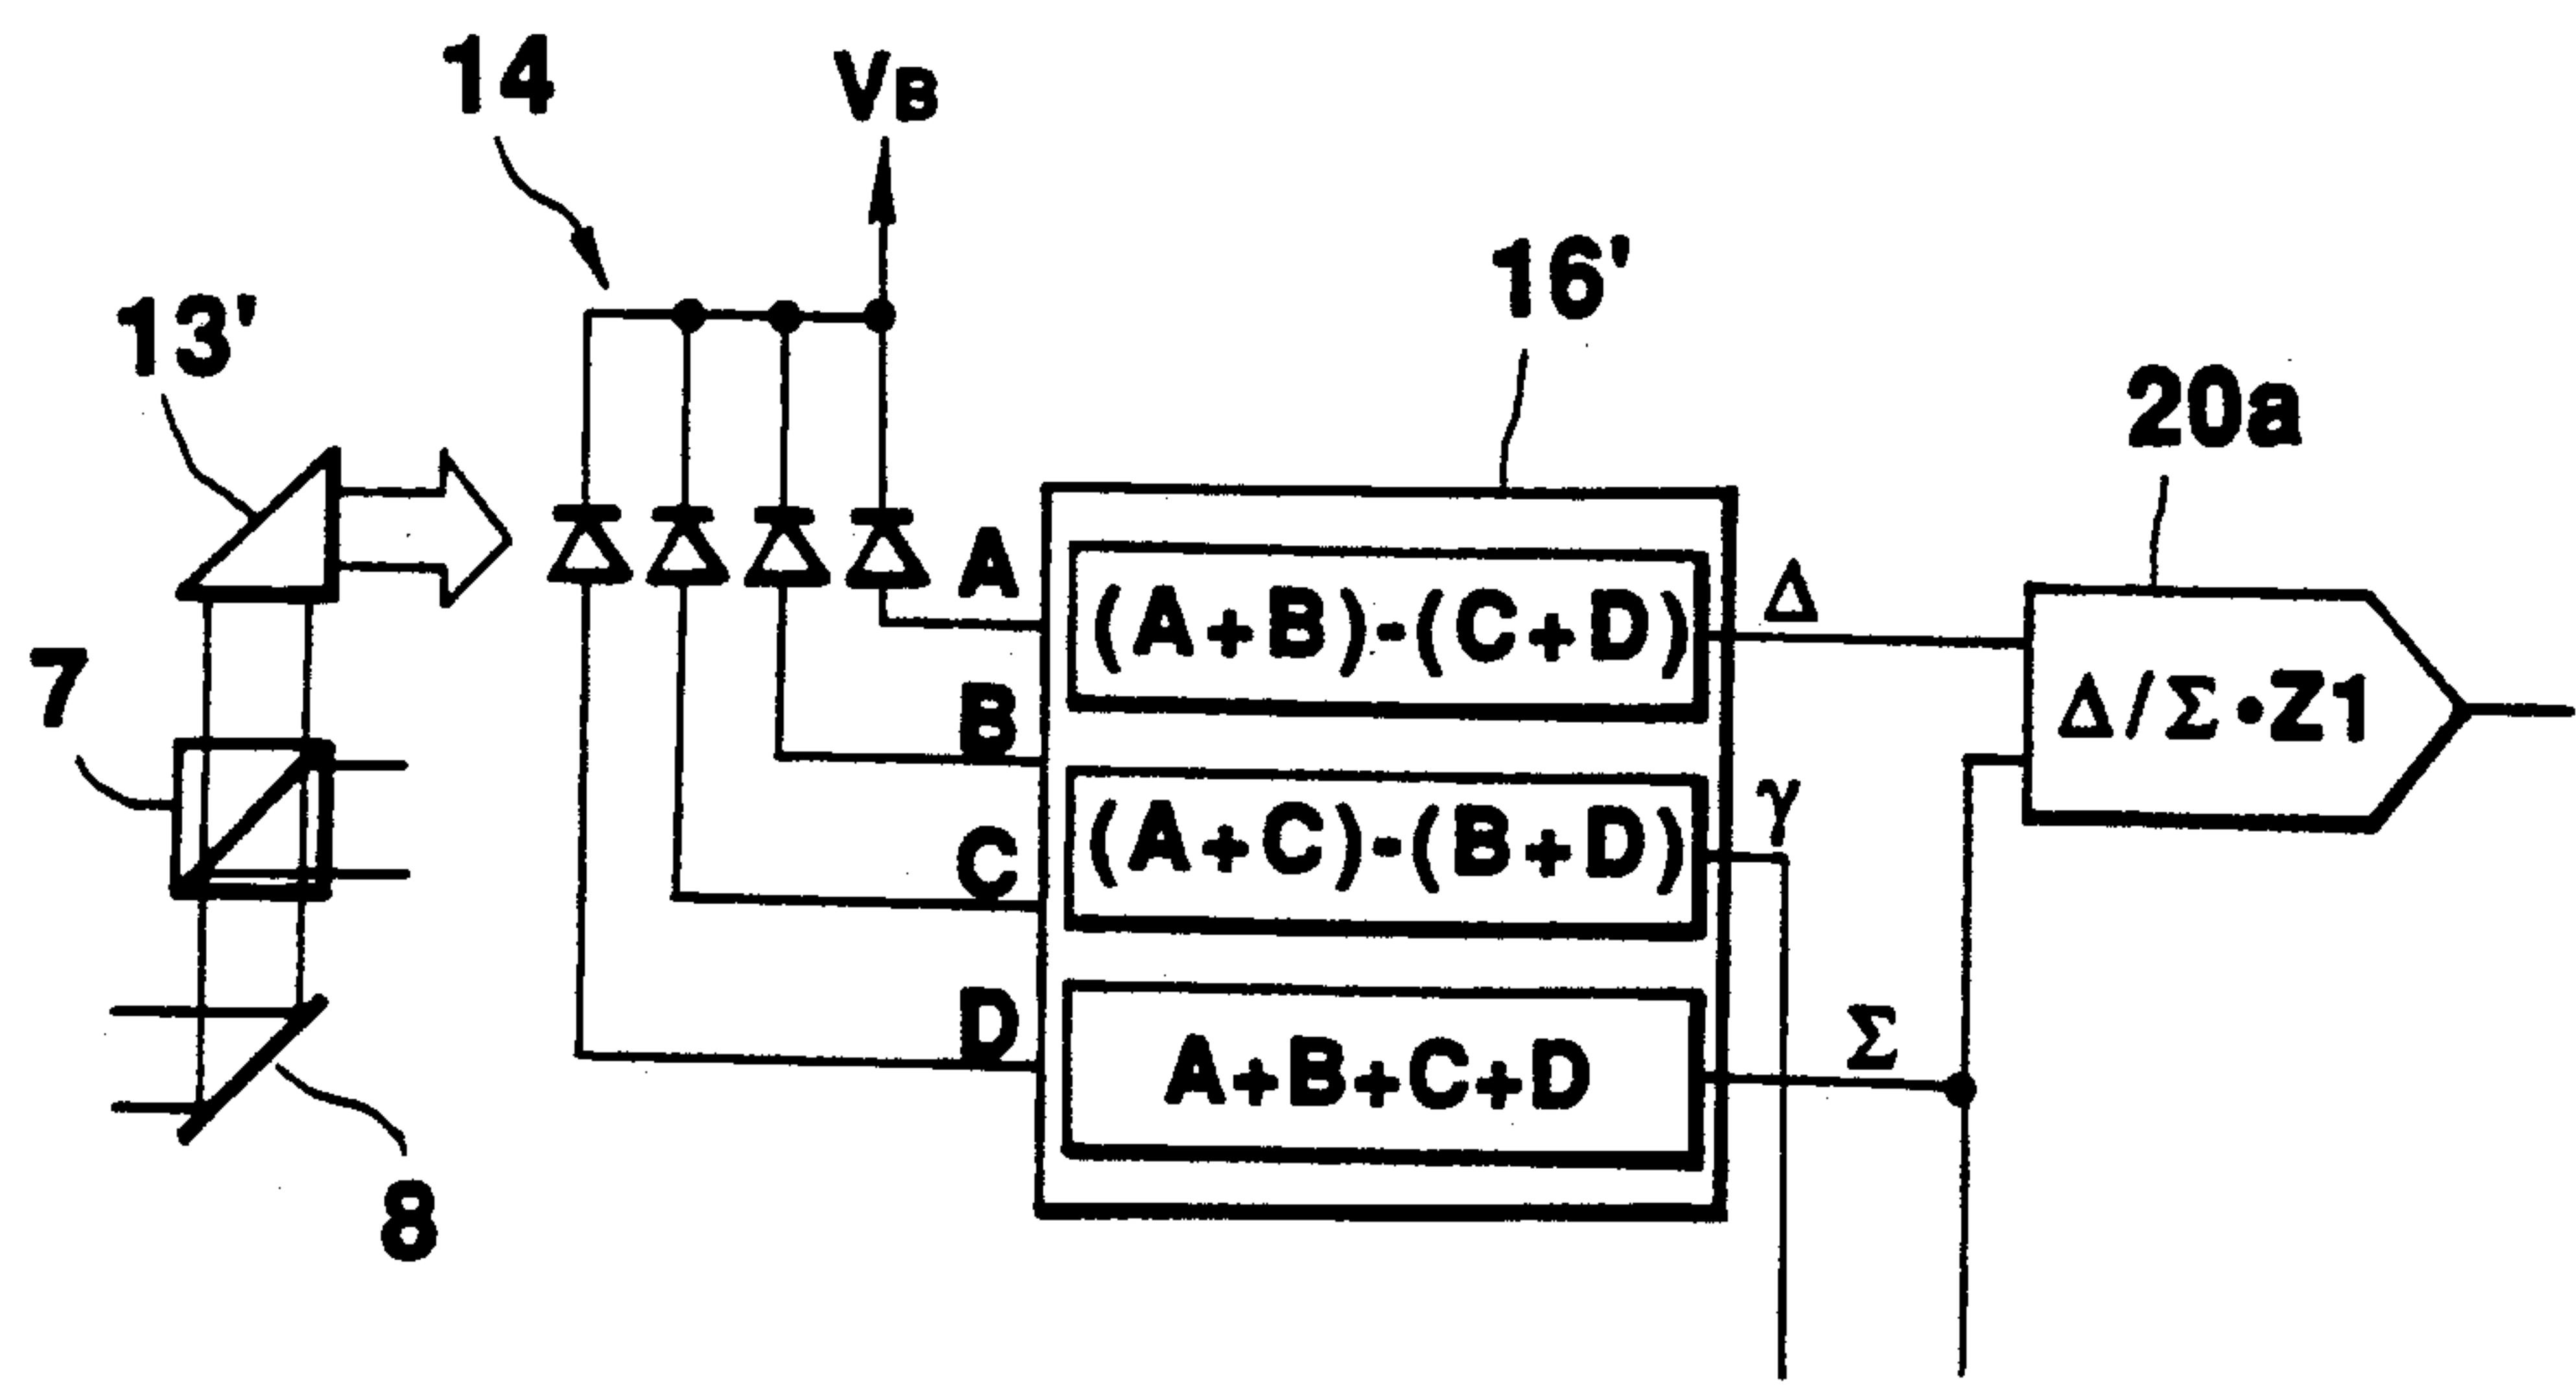 14
VB
13'
16'
20a
7
8
A
B
C
D
(A+B)-(C+D)
(A+C)-(B+D)
A+B+C+D
Δ
γ
Σ
Δ/Σ•Z1